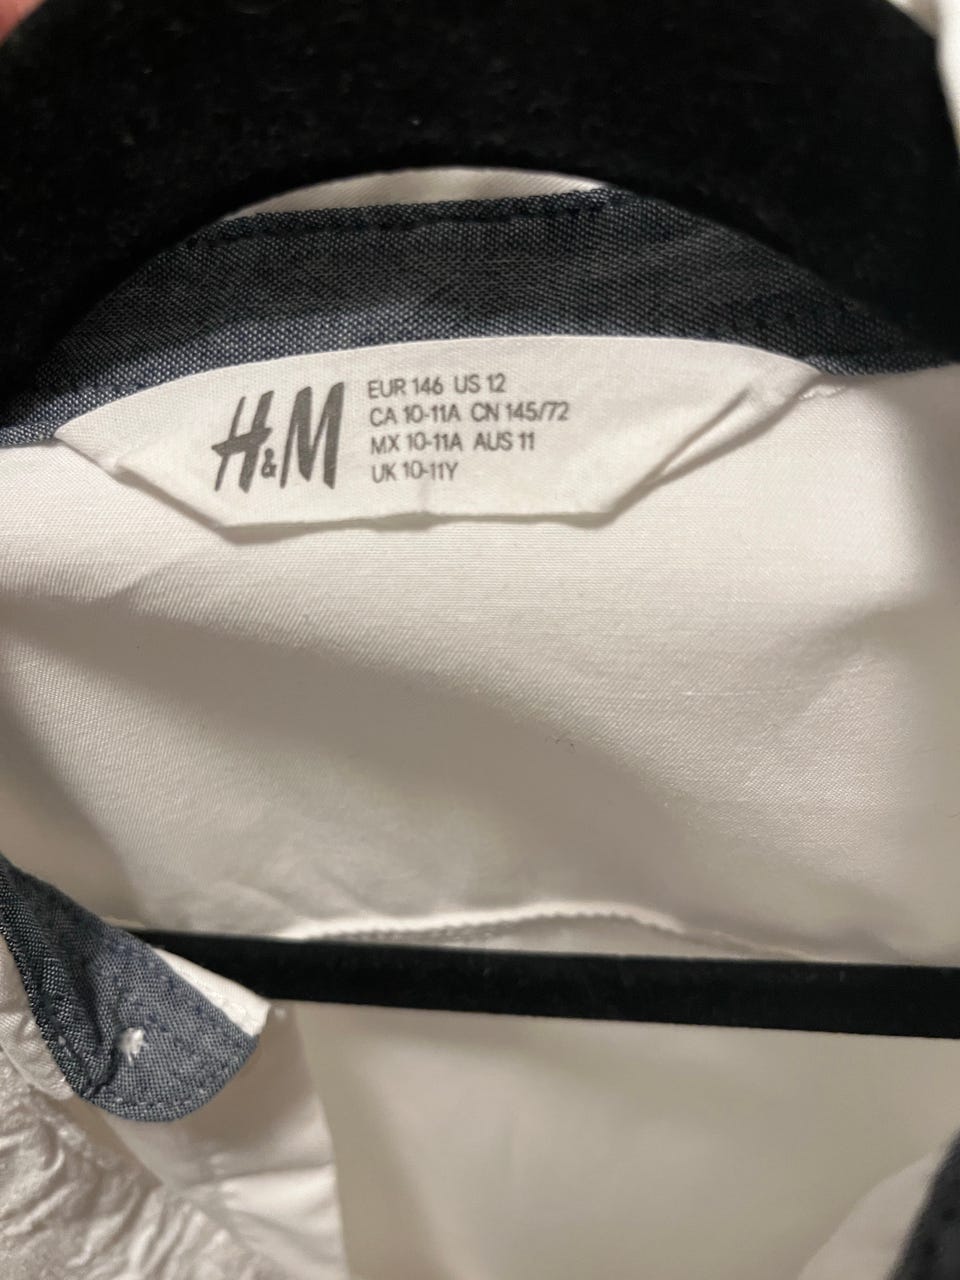 H&M
EUR 146 US 12
CA 10-11A CN 145/72
MX 10-11A AUS 11
UK 10-11Y